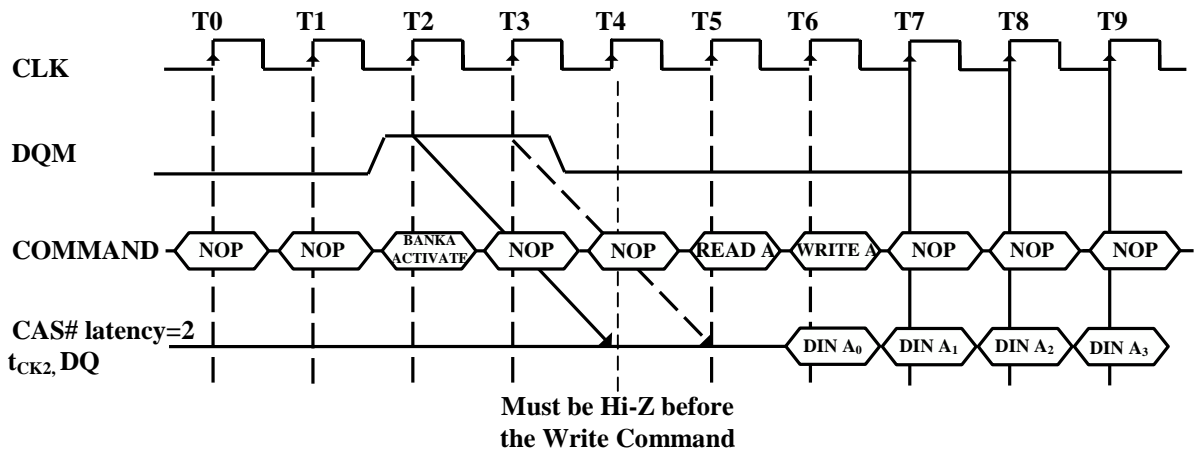 T0 T1 T2 T3 T4 T5 T6 T7 T8 T9
CLK
DQM
COMMAND NOP NOP BANKA ACTIVATE NOP NOP READ A WRITE A NOP NOP NOP
CAS# latency=2
tCK2, DQ DIN A0 DIN A1 DIN A2 DIN A3
Must be Hi-Z before
the Write Command